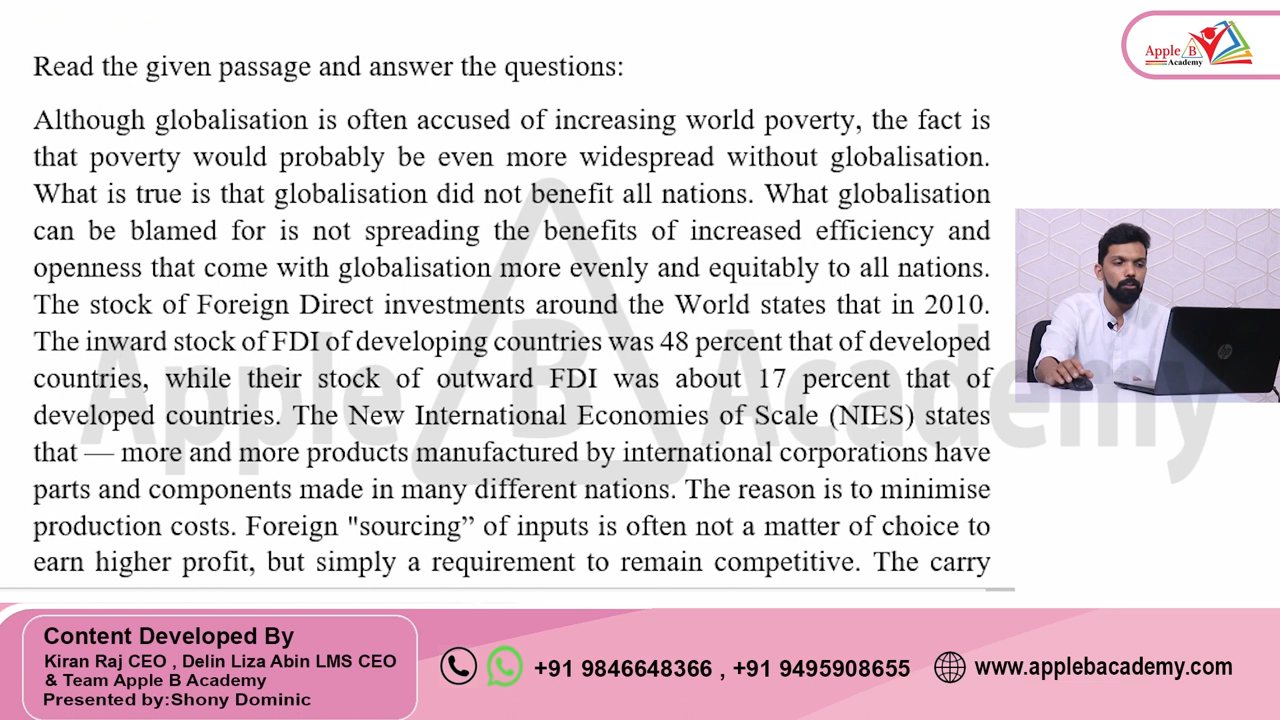 Apple B
Academy
Read the given passage and answer the questions:
Although globalisation is often accused of increasing world poverty, the fact is
that poverty would probably be even more widespread without globalisation.
What is true is that globalisation did not benefit all nations. What globalisation
can be blamed for is not spreading the benefits of increased efficiency and
openness that come with globalisation more evenly and equitably to all nations.
The stock of Foreign Direct investments around the World states that in 2010.
The inward stock of FDI of developing countries was 48 percent that of developed
countries, while their stock of outward FDI was about 17 percent that of
developed countries. The New International Economies of Scale (NIES) states
that — more and more products manufactured by international corporations have
parts and components made in many different nations. The reason is to minimise
production costs. Foreign "sourcing” of inputs is often not a matter of choice to
earn higher profit, but simply a requirement to remain competitive. The carry
Apple B Academy
hp
Content Developed By
Kiran Raj CEO , Delin Liza Abin LMS CEO
& Team Apple B Academy
Presented by:Shony Dominic
+91 9846648366 , +91 9495908655
www.applebacademy.com